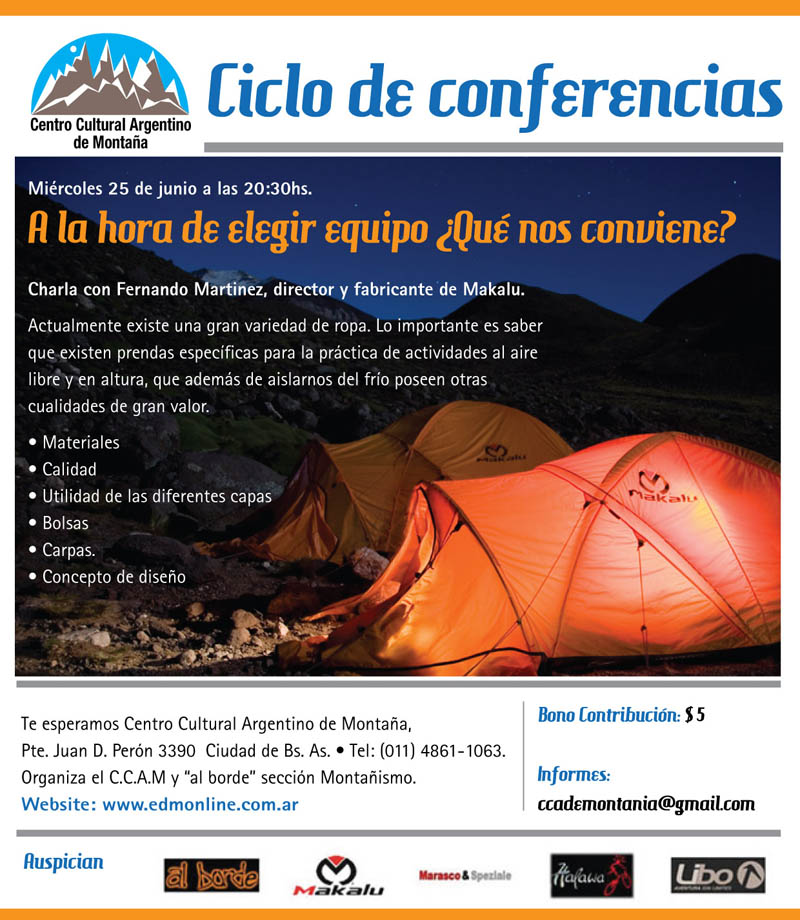 Centro Cultural Argentino
de Montaña
Ciclo de conferencias
Miércoles 25 de junio a las 20:30hs.
A la hora de elegir equipo ¿Qué nos conviene?
Charla con Fernando Martinez, director y fabricante de Makalu.
Actualmente existe una gran variedad de ropa. Lo importante es saber
que existen prendas específicas para la práctica de actividades al aire
libre y en altura, que además de aislarnos del frío poseen otras
cualidades de gran valor.
• Materiales
• Calidad
• Utilidad de las diferentes capas
• Bolsas
• Carpas.
• Concepto de diseño
Makalu
Makalu
Te esperamos Centro Cultural Argentino de Montaña,
Pte. Juan D. Perón 3390 Ciudad de Bs. As. • Tel: (011) 4861-1063.
Organiza el C.C.A.M y “al borde” sección Montañismo.
Website: www.edmonline.com.ar
Bono Contribución: $ 5
Informes:
ccademontania@gmail.com
Auspician
al borde
Makalu
Marasco & Speziale
Halawa
Libo
AVENTURA SIN LIMITES